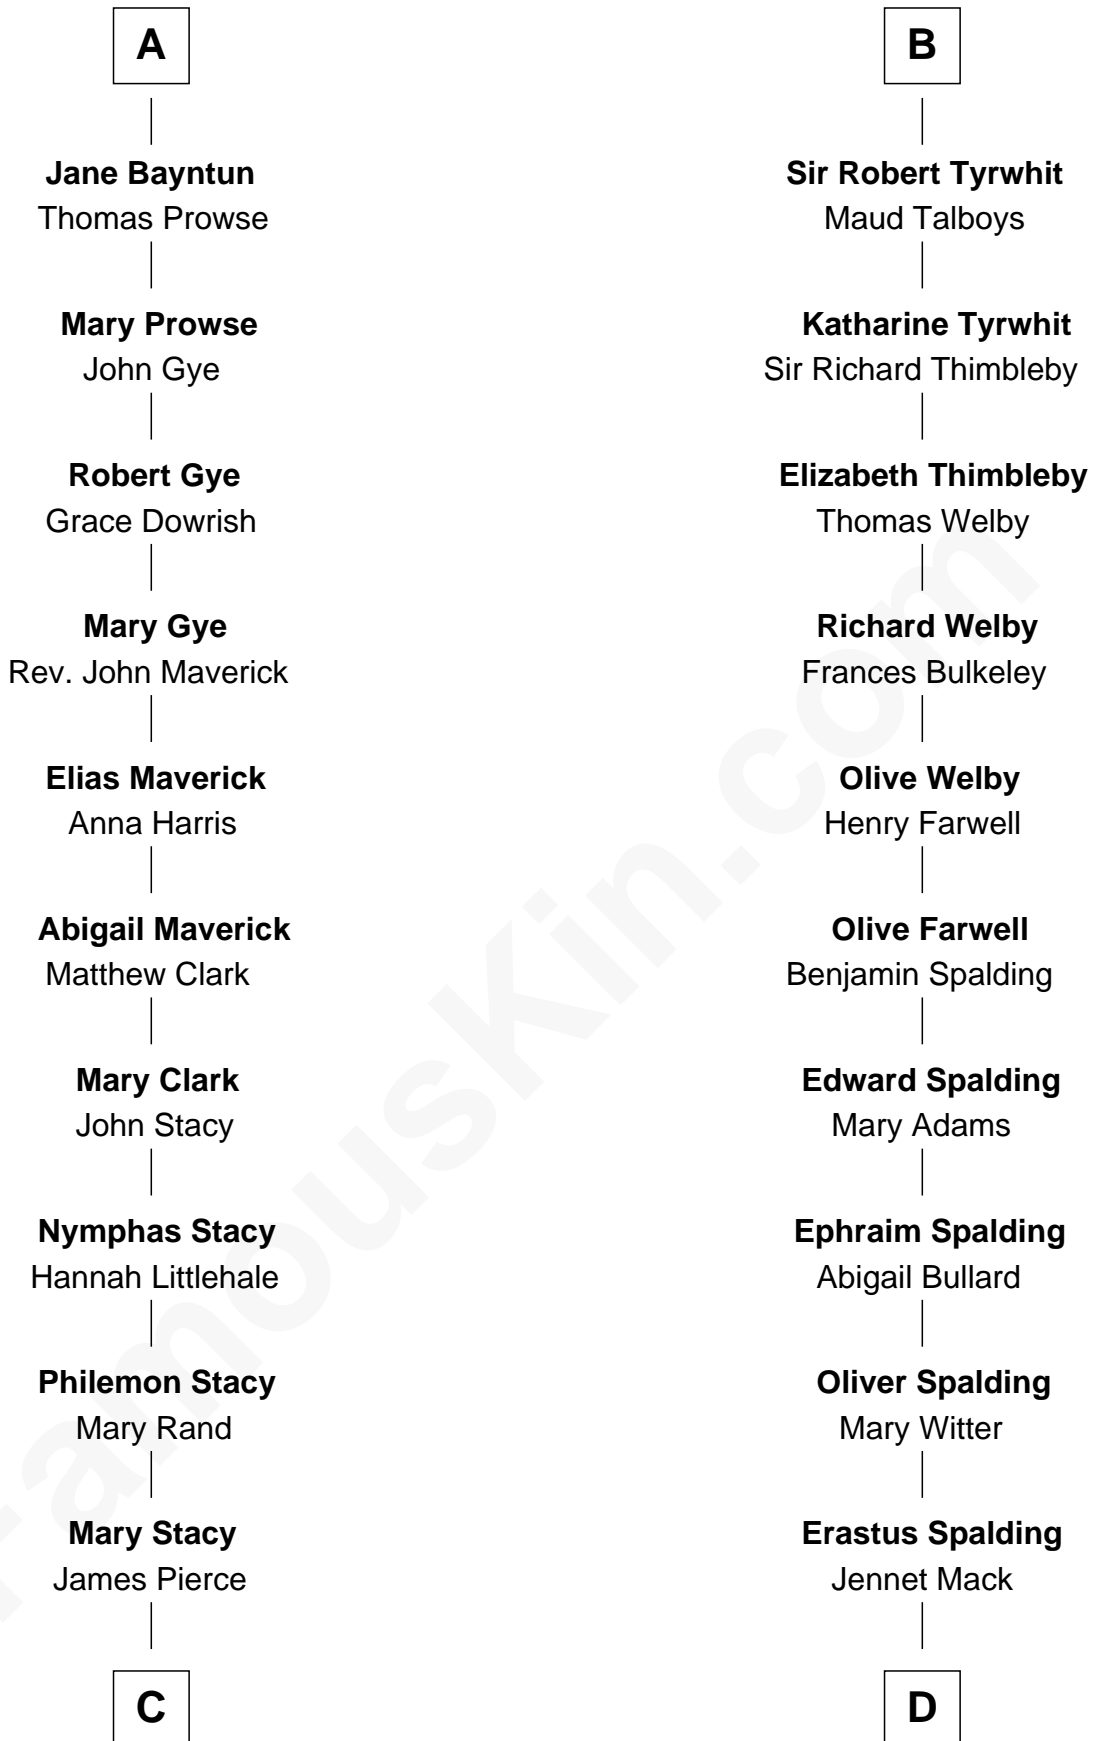 A
Jane Bayntun
Thomas Prowse
Mary Prowse
John Gye
Robert Gye
Grace Dowrish
Mary Gye
Rev. John Maverick
Elias Maverick
Anna Harris
Abigail Maverick
Matthew Clark
Mary Clark
John Stacy
Nymphas Stacy
Hannah Littlehale
Philemon Stacy
Mary Rand
Mary Stacy
James Pierce
C
B
Sir Robert Tyrwhit
Maud Talboys
Katharine Tyrwhit
Sir Richard Thimbleby
Elizabeth Thimbleby
Thomas Welby
Richard Welby
Frances Bulkeley
Olive Welby
Henry Farwell
Olive Farwell
Benjamin Spalding
Edward Spalding
Mary Adams
Ephraim Spalding
Abigail Bullard
Oliver Spalding
Mary Witter
Erastus Spalding
Jennet Mack
D
FamousKin.com